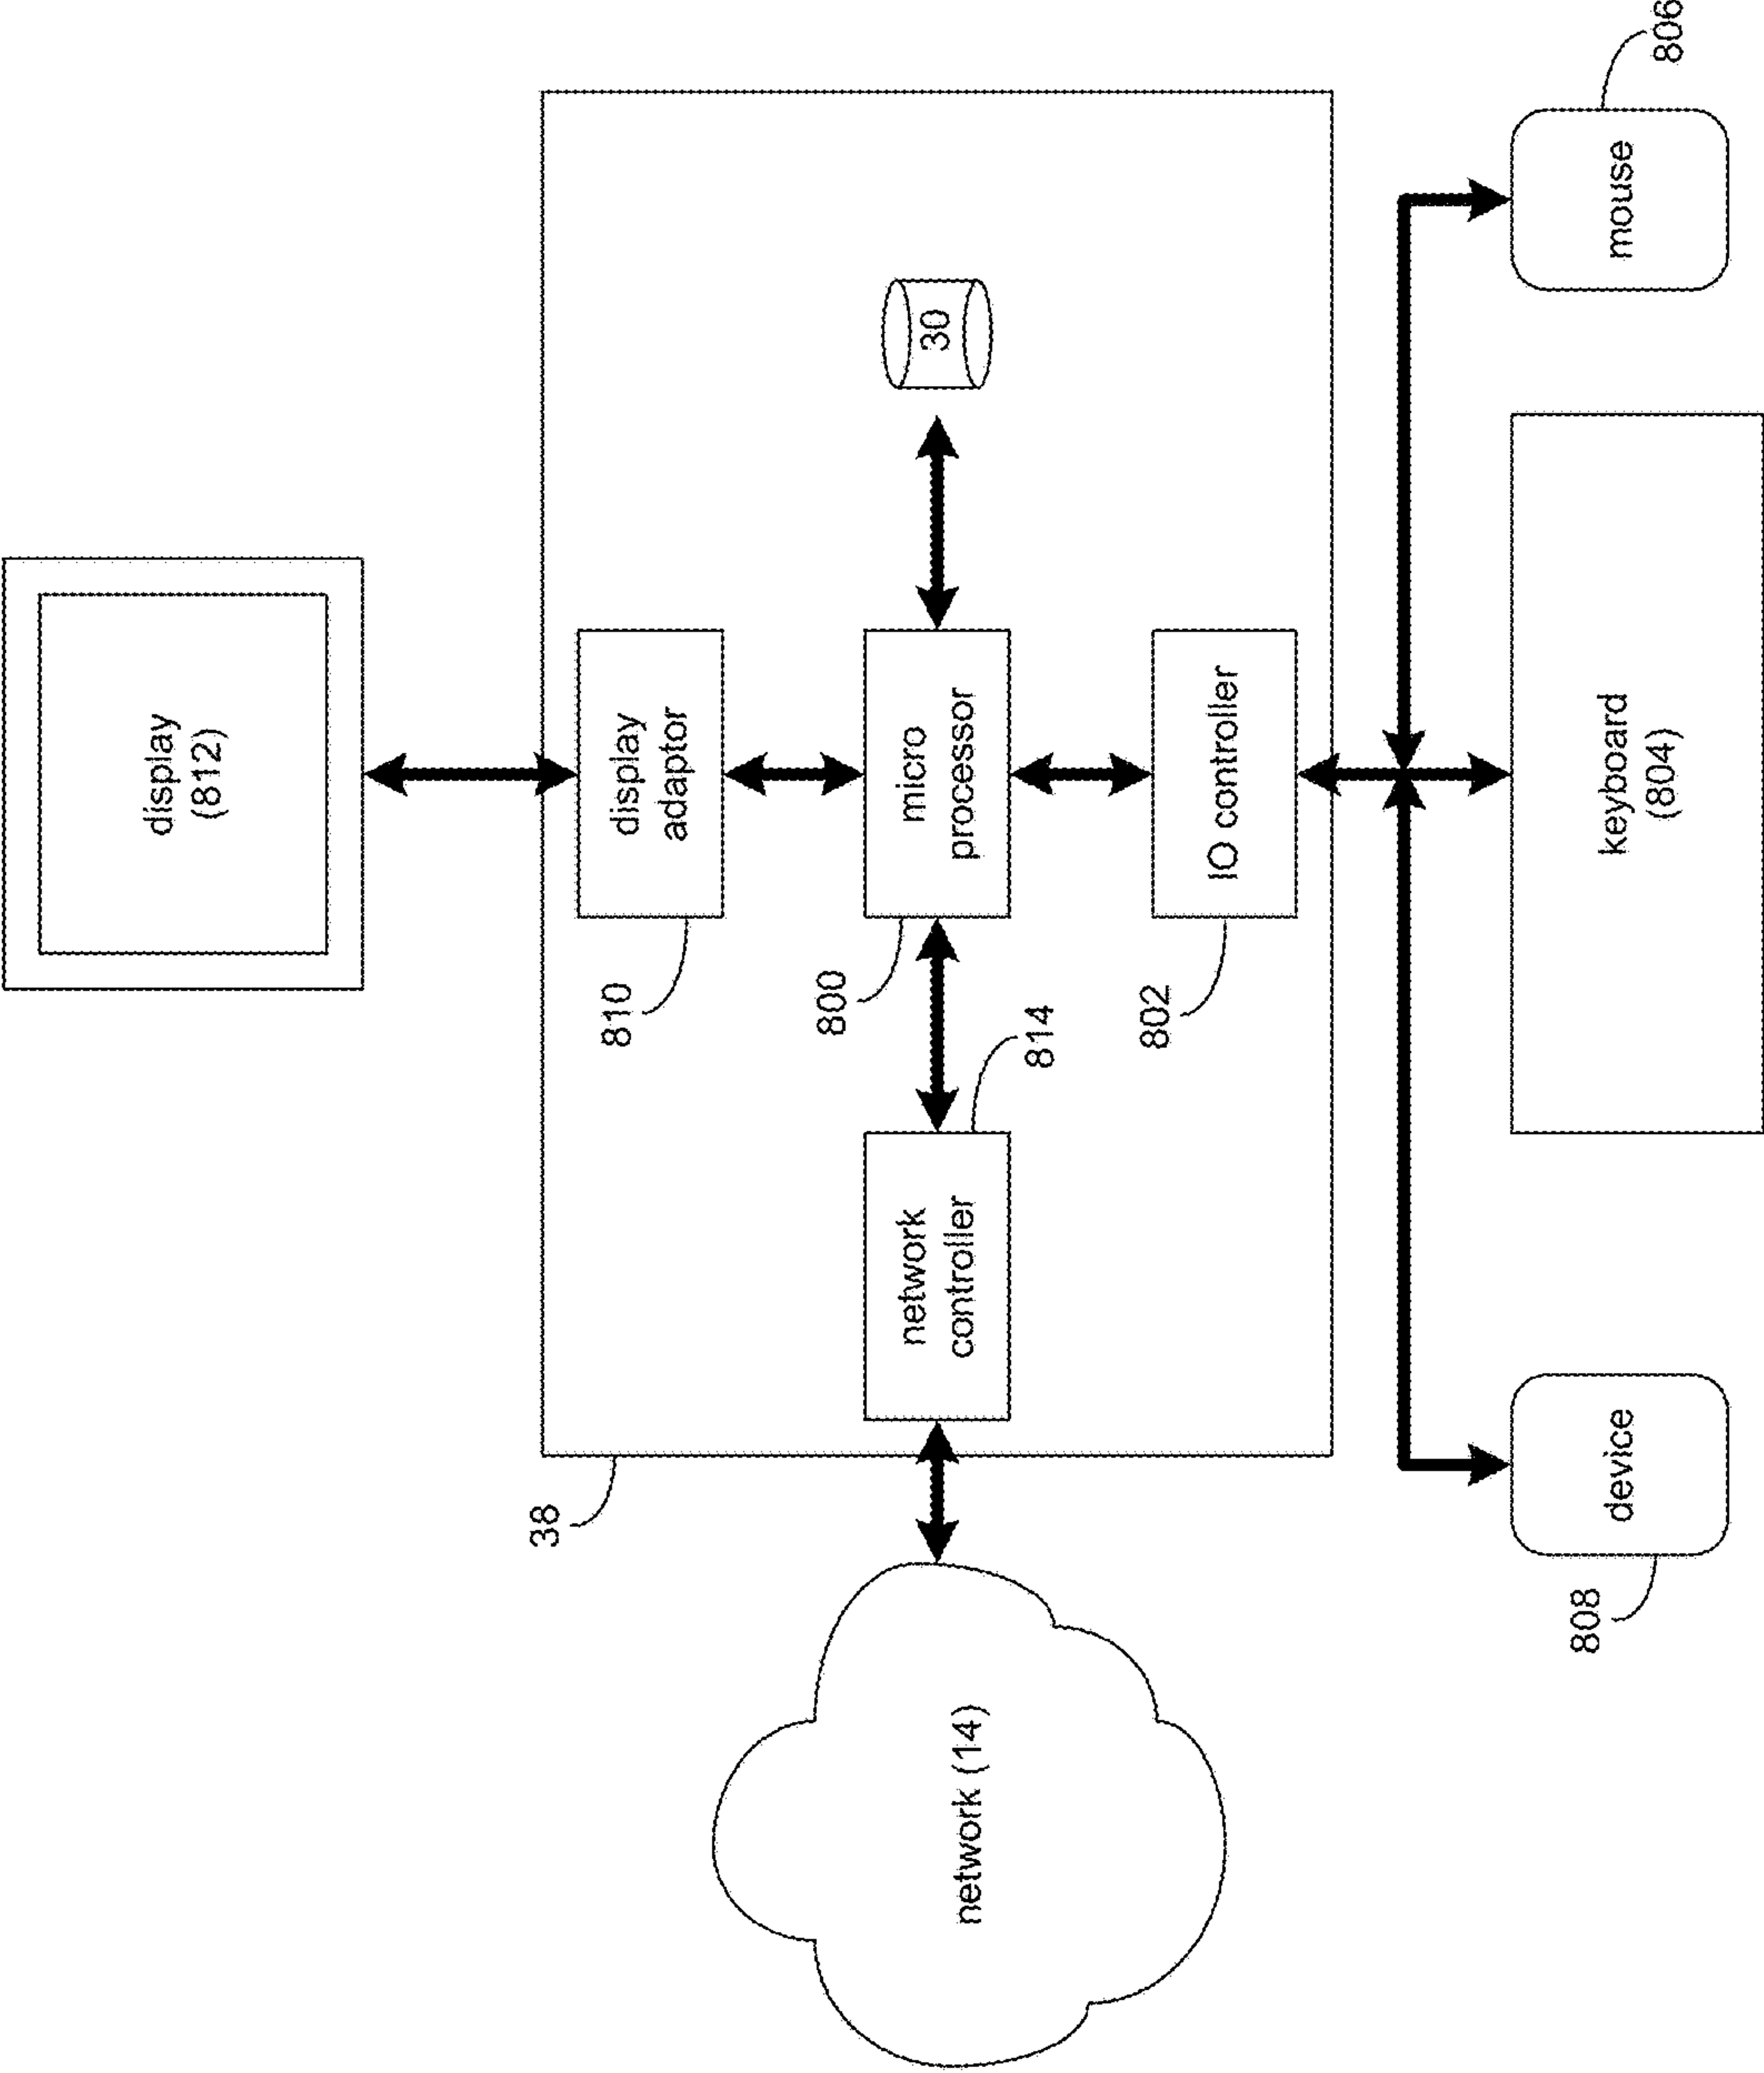 display
(812)
display
adaptor
810
micro
processor
800
30
network
controller
814
IO controller
802
38
network (14)
mouse
806
keyboard
(804)
device
808